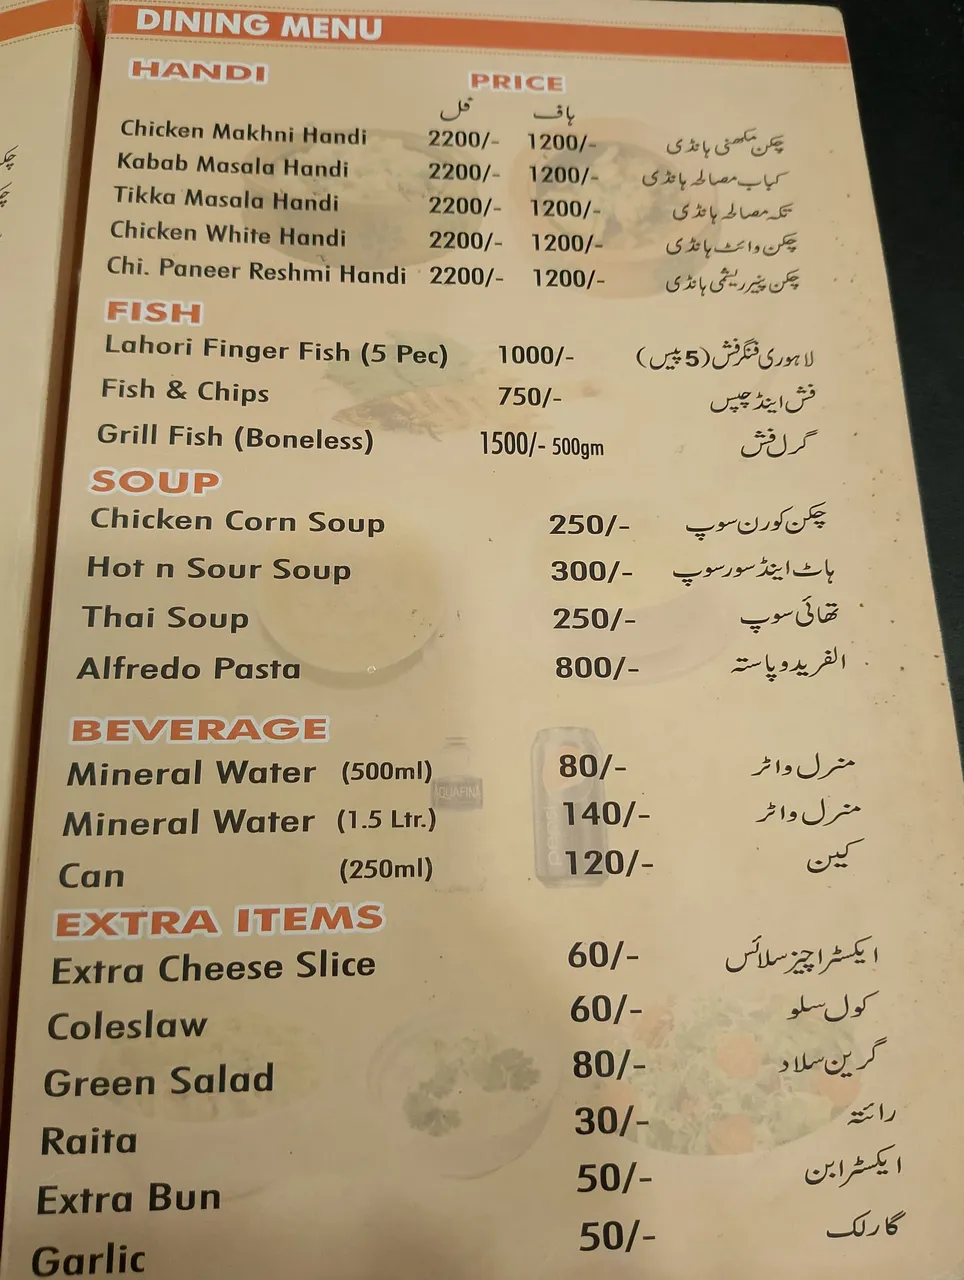 DINING MENU
HANDI PRICE
فل ہاف
Chicken Makhni Handi 2200/- 1200/- چکن مکھنی ہانڈی
Kabab Masala Handi 2200/- 1200/- کباب مصالحہ ہانڈی
Tikka Masala Handi 2200/- 1200/- تکہ مصالحہ ہانڈی
Chicken White Handi 2200/- 1200/- چکن وائٹ ہانڈی
Chi. Paneer Reshmi Handi 2200/- 1200/- چکن پنیر ریشمی ہانڈی
FISH
Lahori Finger Fish (5 Pec) 1000/- لاہوری فنگر فش (5 پیس)
Fish & Chips 750/- فش اینڈ چپس
Grill Fish (Boneless) 1500/- 500gm گرل فش
SOUP
Chicken Corn Soup 250/- چکن کورن سوپ
Hot n Sour Soup 300/- ہاٹ اینڈ سور سوپ
Thai Soup 250/- تھائی سوپ
Alfredo Pasta 800/- الفریدو پاستہ
BEVERAGE
Mineral Water (500ml) 80/- منرل واٹر
Mineral Water (1.5 Ltr.) 140/- منرل واٹر
Can (250ml) 120/- کین
AQUAFINA
pepsi
EXTRA ITEMS
Extra Cheese Slice 60/- ایکسٹرا چیز سلائس
Coleslaw 60/- کول سلو
Green Salad 80/- گرین سلاد
Raita 30/- رائتہ
Extra Bun 50/- ایکسٹرا بن
Garlic 50/- گارلک